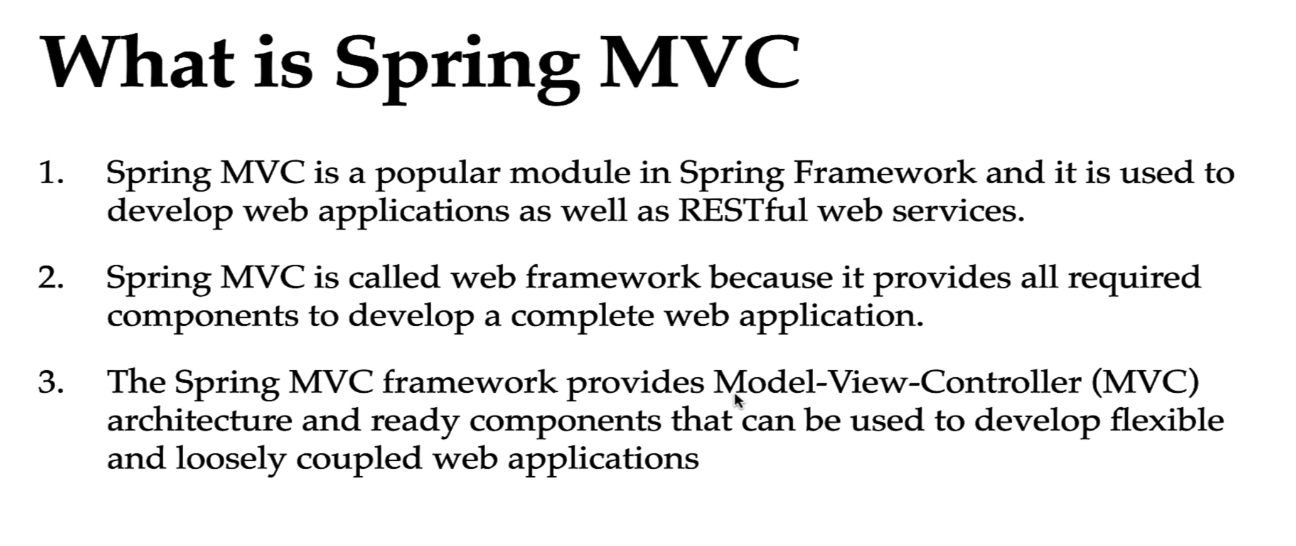 What is Spring MVC
1. Spring MVC is a popular module in Spring Framework and it is used to
develop web applications as well as RESTful web services.
2. Spring MVC is called web framework because it provides all required
components to develop a complete web application.
3. The Spring MVC framework provides Model-View-Controller (MVC)
architecture and ready components that can be used to develop flexible
and loosely coupled web applications